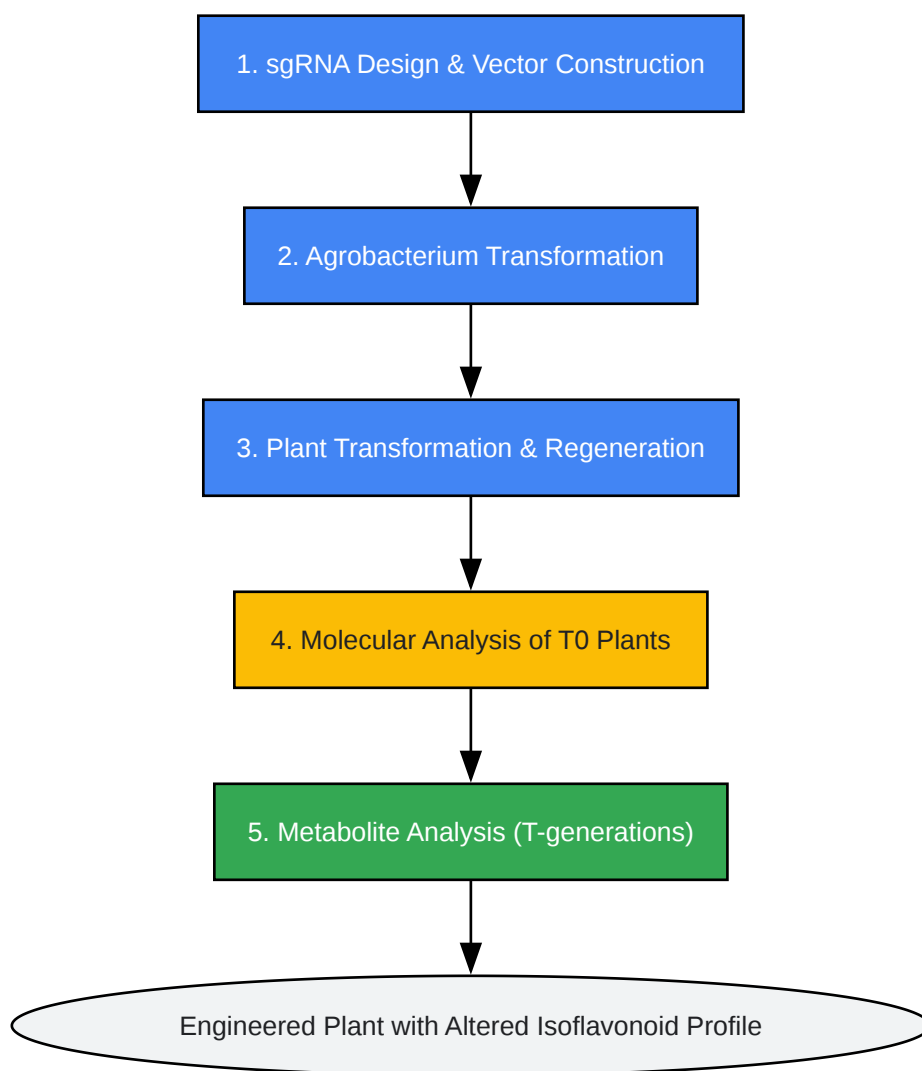 1. sgRNA Design & Vector Construction
2. Agrobacterium Transformation
3. Plant Transformation & Regeneration
4. Molecular Analysis of T0 Plants
5. Metabolite Analysis (T-generations)
Engineered Plant with Altered Isoflavonoid Profile